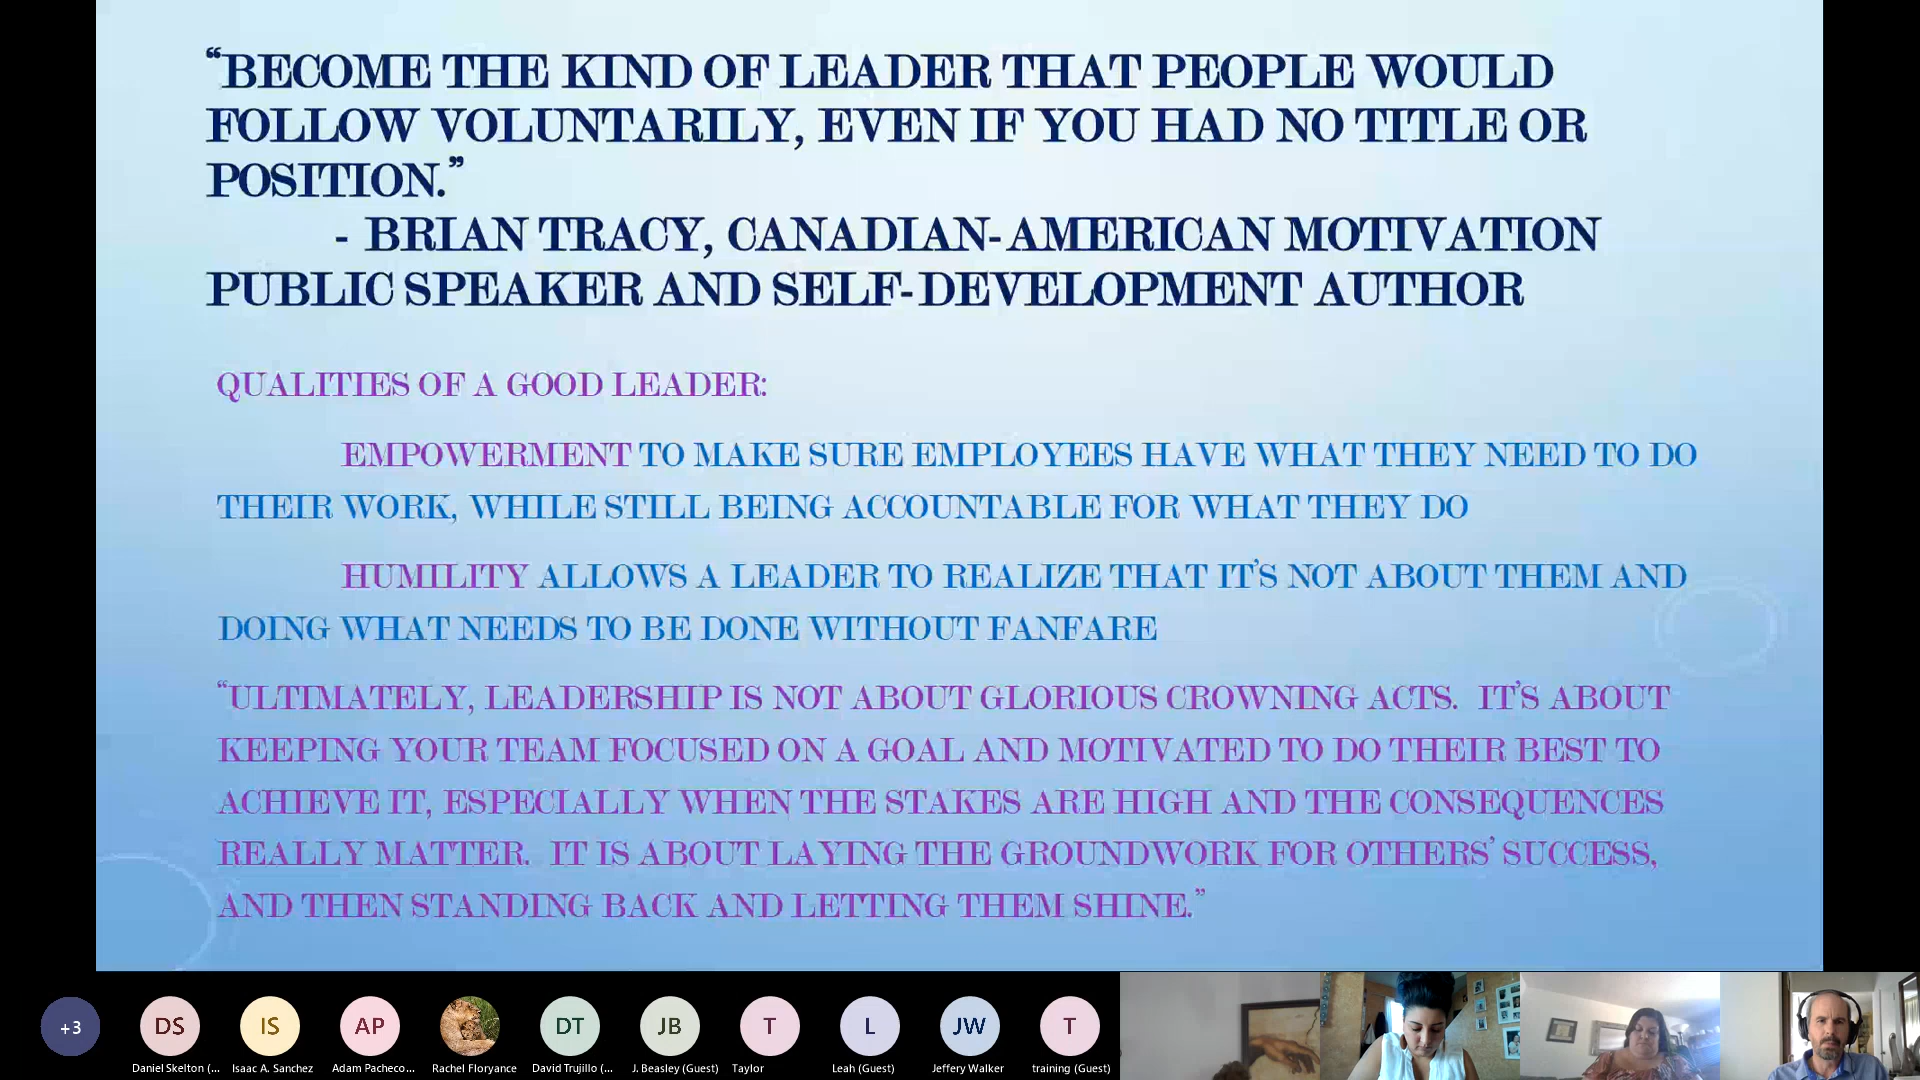 “BECOME THE KIND OF LEADER THAT PEOPLE WOULD
FOLLOW VOLUNTARILY, EVEN IF YOU HAD NO TITLE OR
POSITION.”
- BRIAN TRACY, CANADIAN-AMERICAN MOTIVATION
PUBLIC SPEAKER AND SELF-DEVELOPMENT AUTHOR
QUALITIES OF A GOOD LEADER:
EMPOWERMENT TO MAKE SURE EMPLOYEES HAVE WHAT THEY NEED TO DO
THEIR WORK, WHILE STILL BEING ACCOUNTABLE FOR WHAT THEY DO
HUMILITY ALLOWS A LEADER TO REALIZE THAT IT’S NOT ABOUT THEM AND
DOING WHAT NEEDS TO BE DONE WITHOUT FANFARE
“ULTIMATELY, LEADERSHIP IS NOT ABOUT GLORIOUS CROWNING ACTS.  IT’S ABOUT
KEEPING YOUR TEAM FOCUSED ON A GOAL AND MOTIVATED TO DO THEIR BEST TO
ACHIEVE IT, ESPECIALLY WHEN THE STAKES ARE HIGH AND THE CONSEQUENCES
REALLY MATTER.  IT IS ABOUT LAYING THE GROUNDWORK FOR OTHERS’ SUCCESS,
AND THEN STANDING BACK AND LETTING THEM SHINE.”
+3 DS IS AP DT JB T L JW T
Daniel Skelton (... Isaac A. Sanchez Adam Pacheco... Rachel Floryance David Trujillo (... J. Beasley (Guest) Taylor Leah (Guest) Jeffery Walker training (Guest)